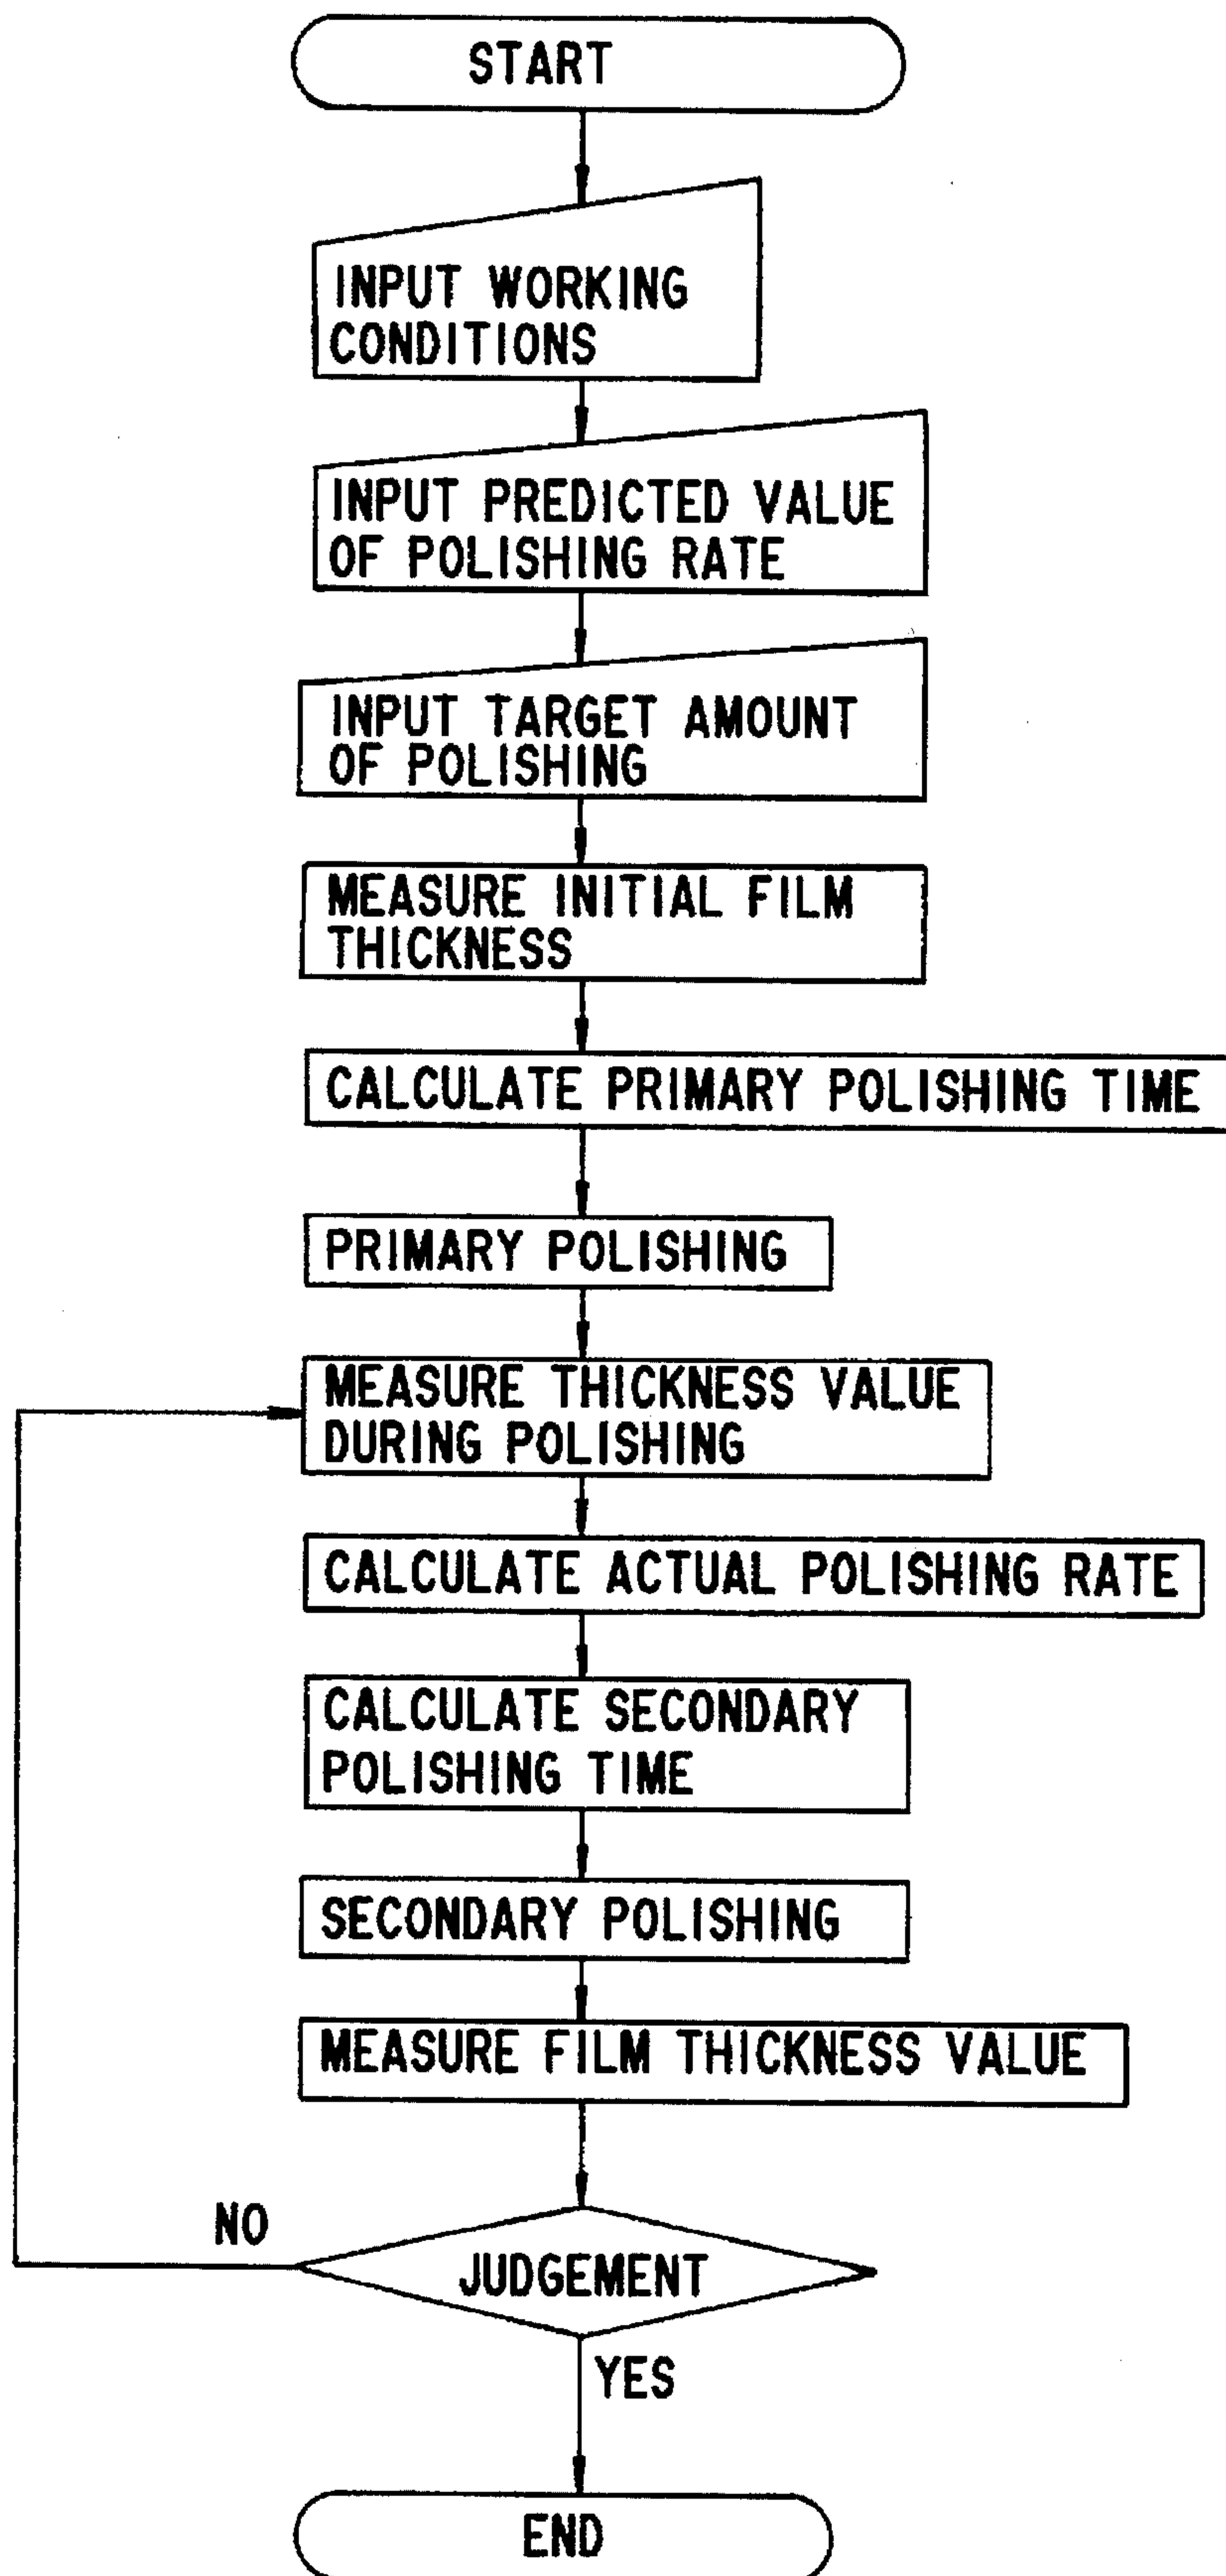 START
INPUT WORKING
CONDITIONS
INPUT PREDICTED VALUE
OF POLISHING RATE
INPUT TARGET AMOUNT
OF POLISHING
MEASURE INITIAL FILM
THICKNESS
CALCULATE PRIMARY POLISHING TIME
PRIMARY POLISHING
MEASURE THICKNESS VALUE
DURING POLISHING
CALCULATE ACTUAL POLISHING RATE
CALCULATE SECONDARY
POLISHING TIME
SECONDARY POLISHING
MEASURE FILM THICKNESS VALUE
NO
JUDGEMENT
YES
END